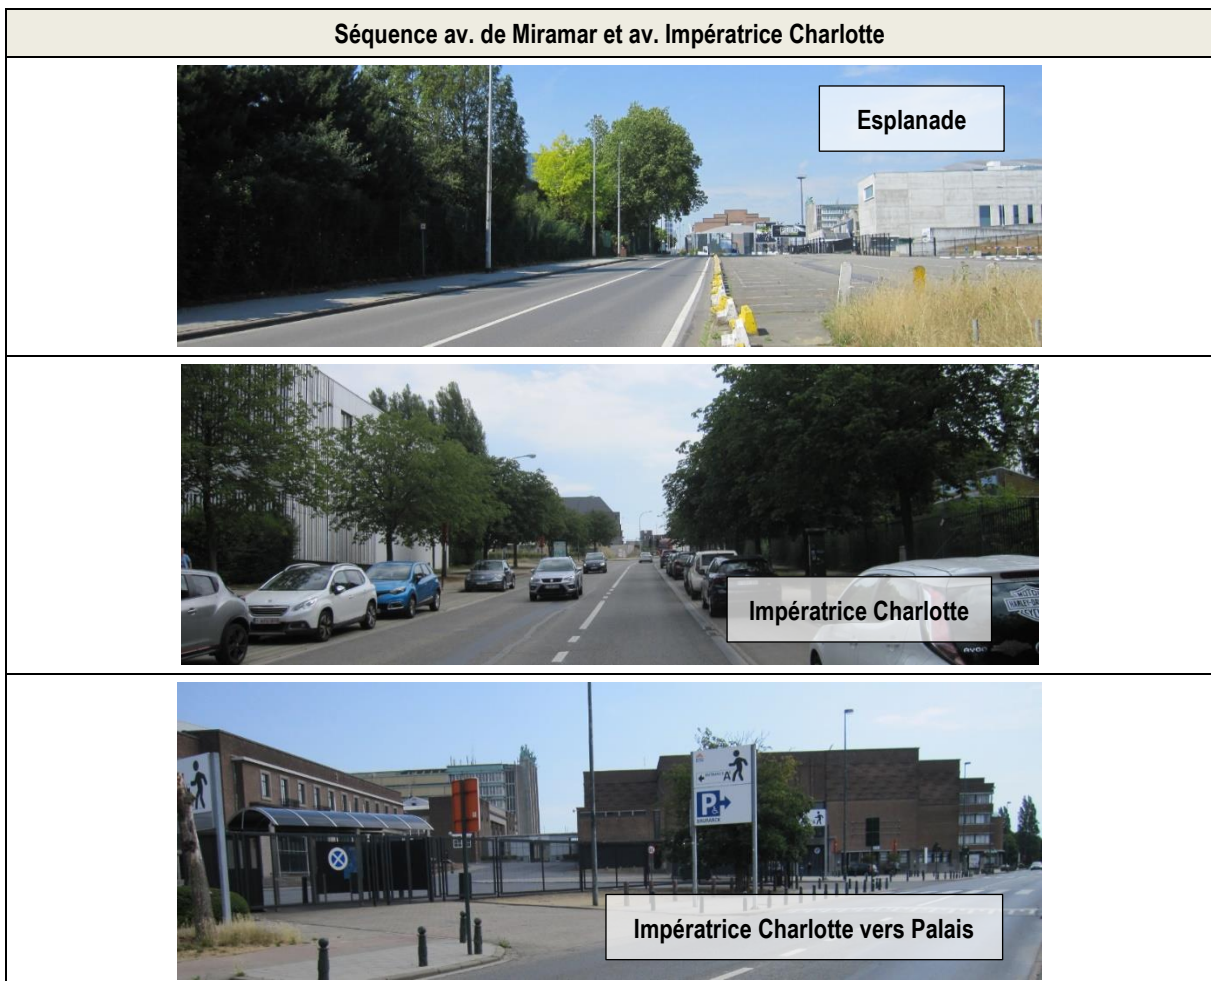 Séquence av. de Miramar et av. Impératrice Charlotte
Esplanade
Impératrice Charlotte
Impératrice Charlotte vers Palais
A
P